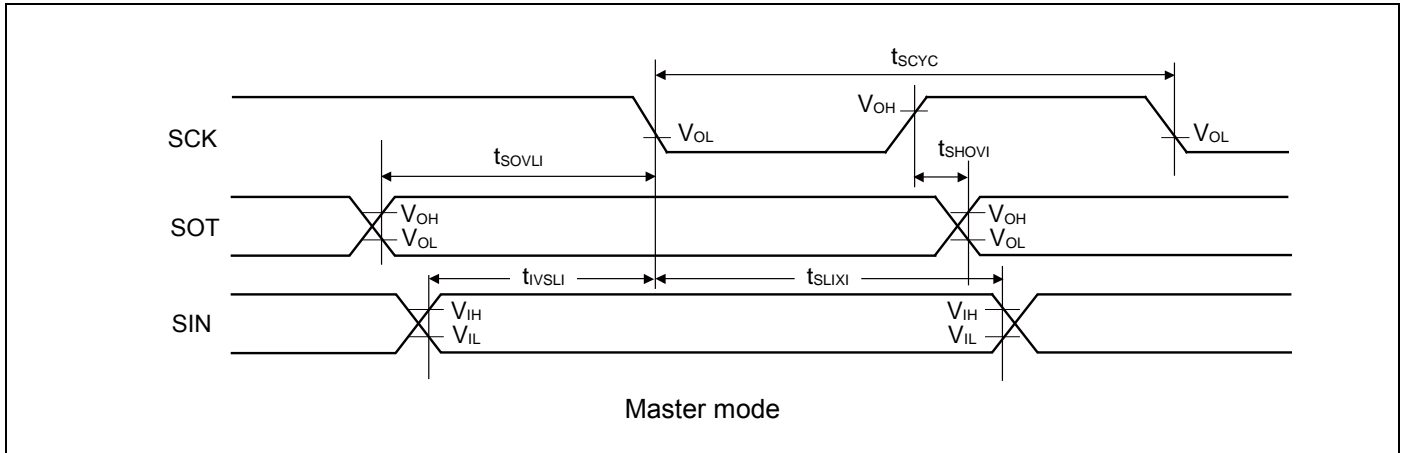 tSCYC
VOH
SCK
VOL
VOL
tSOVLI
tSHOVI
VOH
VOH
SOT
VOL
VOL
tIVSLI
tSLIXI
VIH
VIH
SIN
VIL
VIL
Master mode